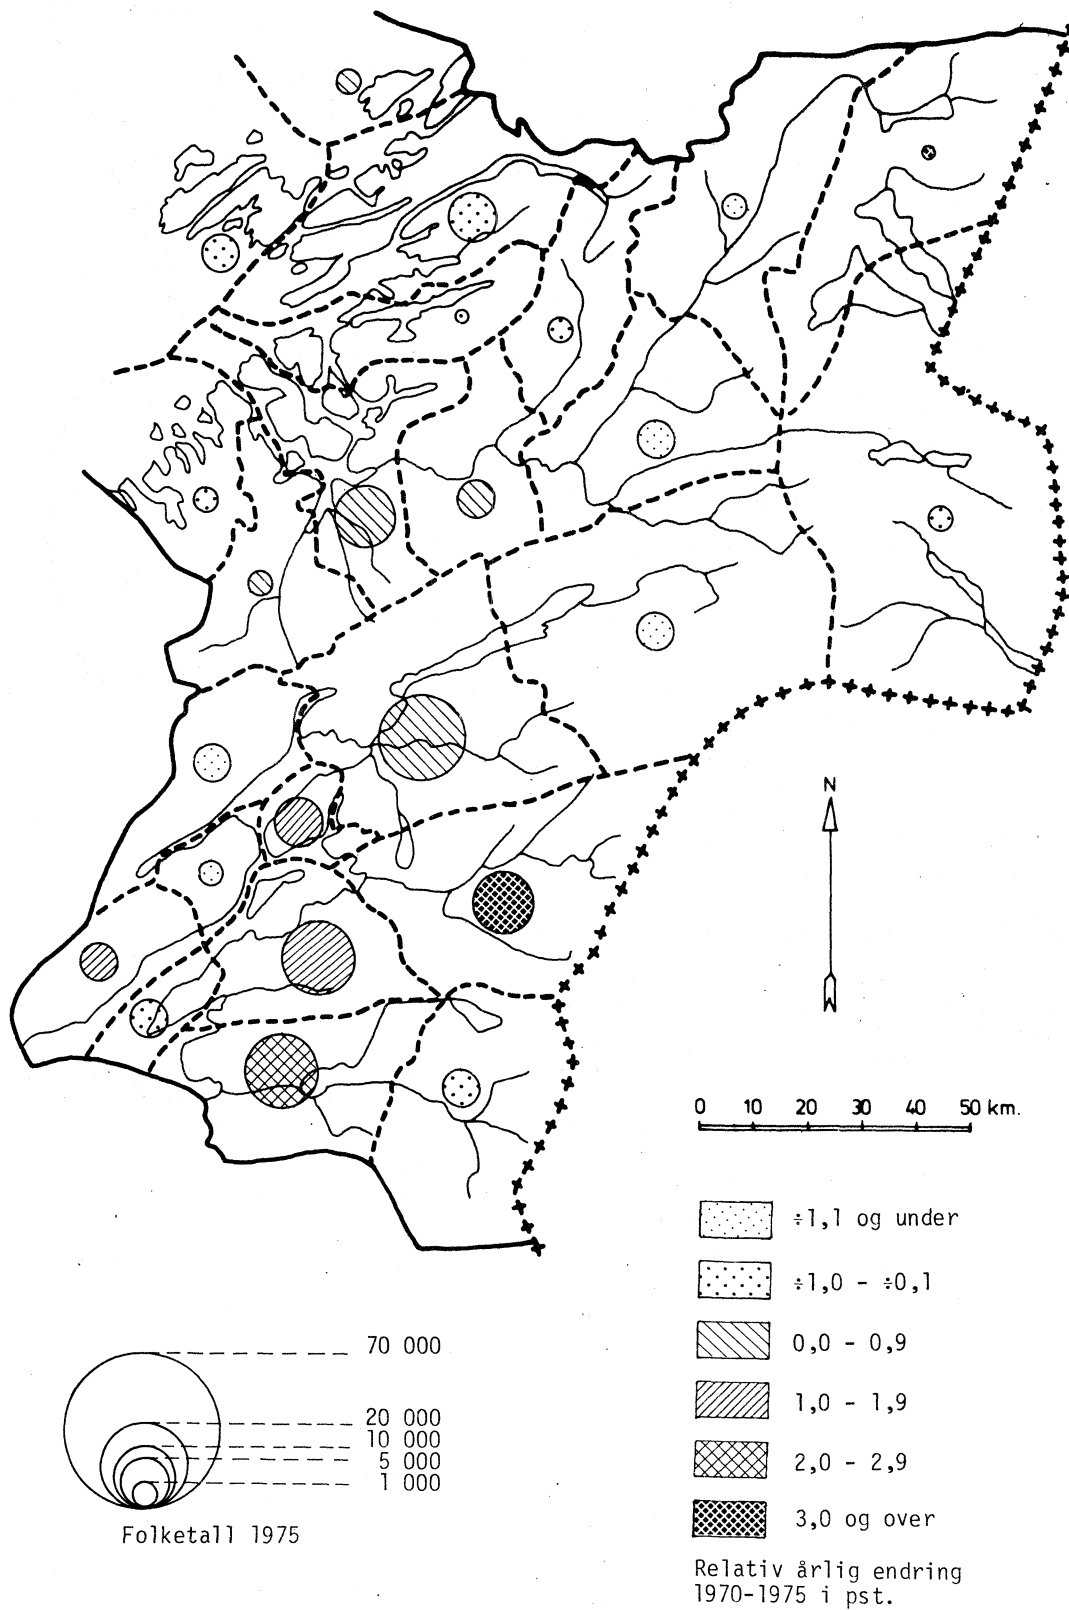 N
0 10 20 30 40 50 km.
÷1,1 og under
÷1,0 - ÷0,1
0,0 - 0,9
1,0 - 1,9
2,0 - 2,9
3,0 og over
Relativ årlig endring
1970-1975 i pst.
70 000
20 000
10 000
5 000
1 000
Folketall 1975